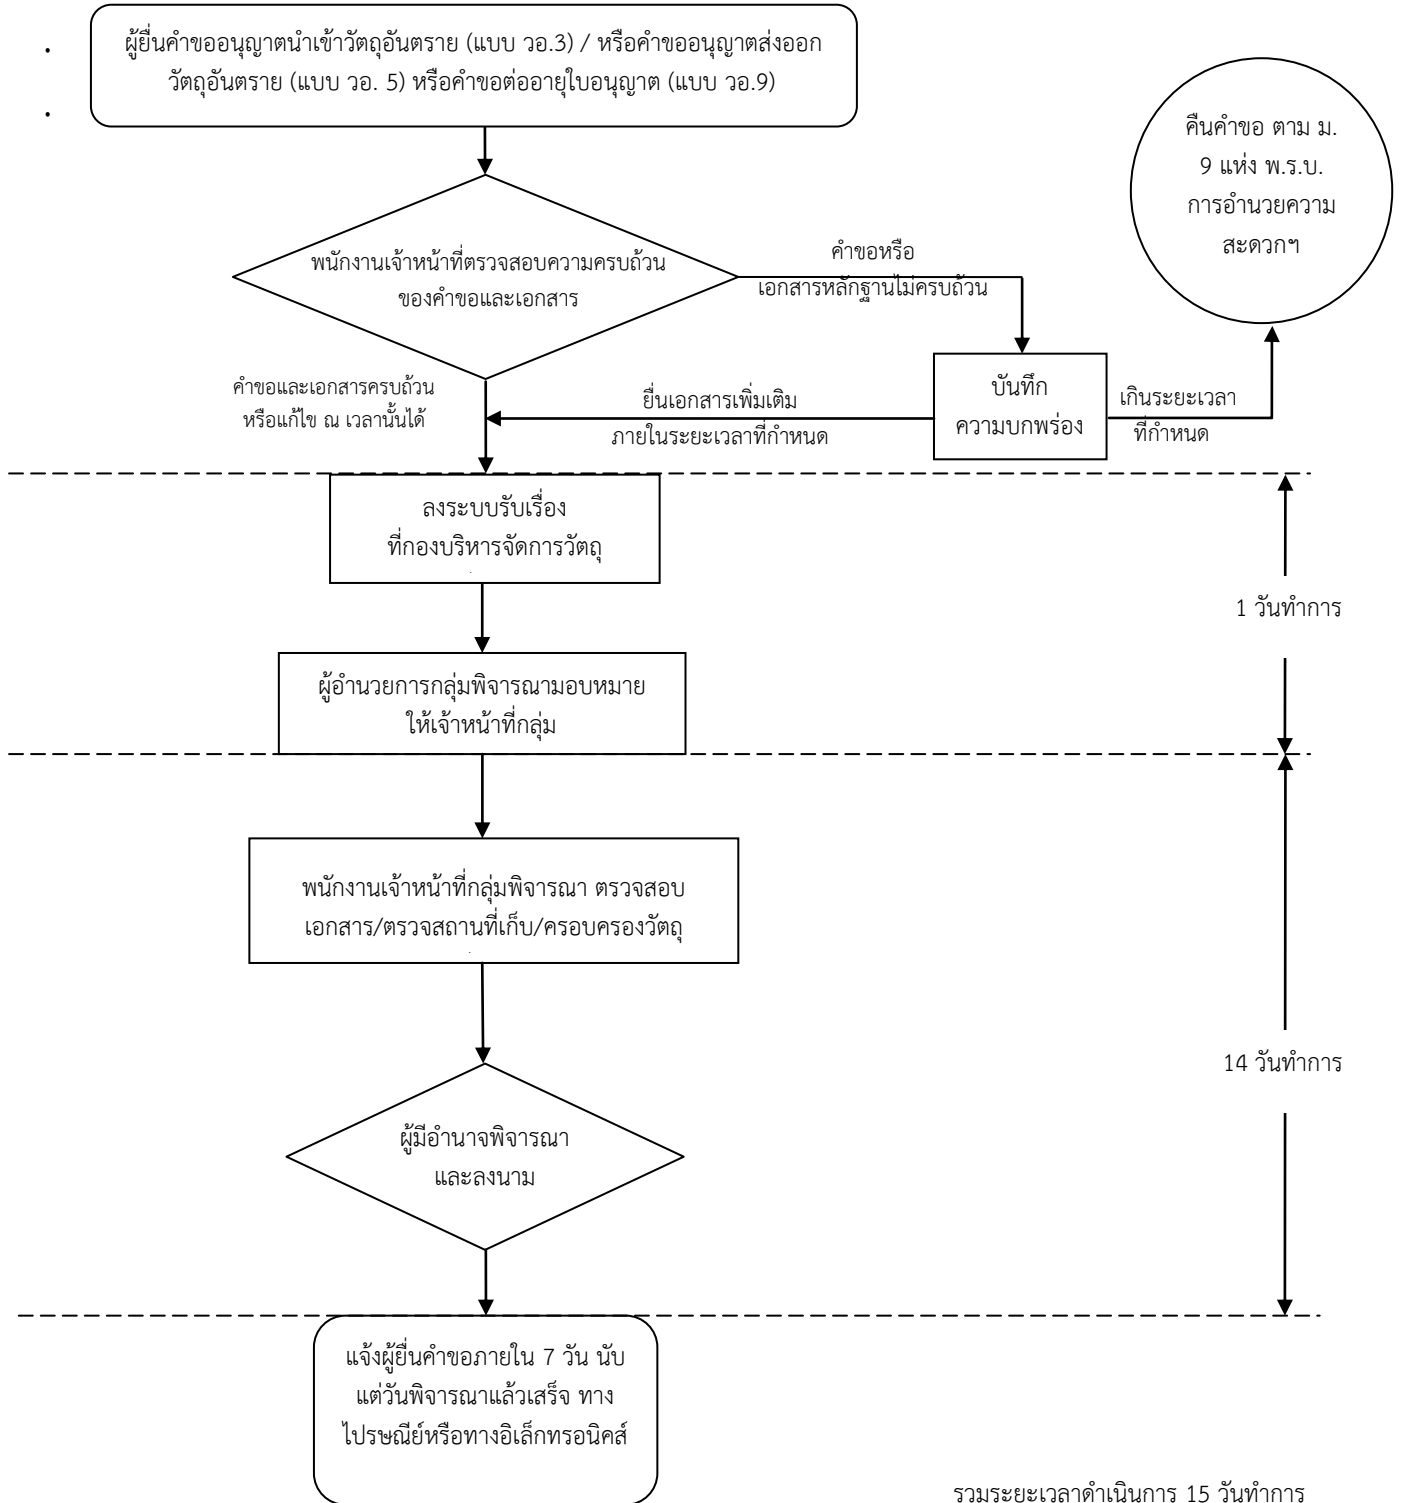 ผู้ยื่นคำขออนุญาตนำเข้าวัตถุอันตราย (แบบ วอ.3) / หรือคำขออนุญาตส่งออก
วัตถุอันตราย (แบบ วอ. 5) หรือคำขอต่ออายุใบอนุญาต (แบบ วอ.9)
คืนคำขอ ตาม ม.
9 แห่ง พ.ร.บ.
การอำนวยความ
สะดวกฯ
พนักงานเจ้าหน้าที่ตรวจสอบความครบถ้วน
ของคำขอและเอกสาร
คำขอหรือ
เอกสารหลักฐานไม่ครบถ้วน
บันทึก
ความบกพร่อง
เกินระยะเวลา
ที่กำหนด
ยื่นเอกสารเพิ่มเติม
ภายในระยะเวลาที่กำหนด
คำขอและเอกสารครบถ้วน
หรือแก้ไข ณ เวลานั้นได้
ลงระบบรับเรื่อง
ที่กองบริหารจัดการวัตถุ
1 วันทำการ
ผู้อำนวยการกลุ่มพิจารณามอบหมาย
ให้เจ้าหน้าที่กลุ่ม
พนักงานเจ้าหน้าที่กลุ่มพิจารณา ตรวจสอบ
เอกสาร/ตรวจสถานที่เก็บ/ครอบครองวัตถุ
14 วันทำการ
ผู้มีอำนาจพิจารณา
และลงนาม
แจ้งผู้ยื่นคำขอภายใน 7 วัน นับ
แต่วันพิจารณาแล้วเสร็จ ทาง
ไปรษณีย์หรือทางอิเล็กทรอนิคส์
รวมระยะเวลาดำเนินการ 15 วันทำการ